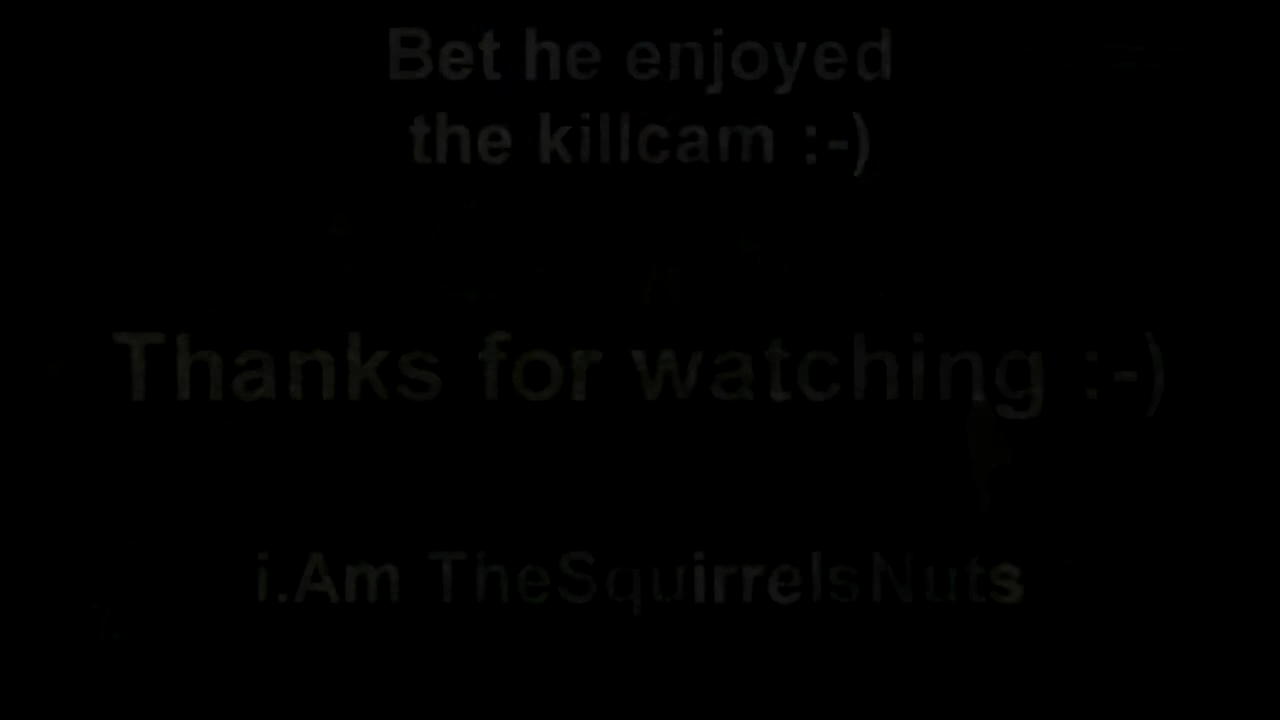 Bet he enjoyed
the killcam :-)
Thanks for watching :-)
i.Am TheSquirrelsNuts